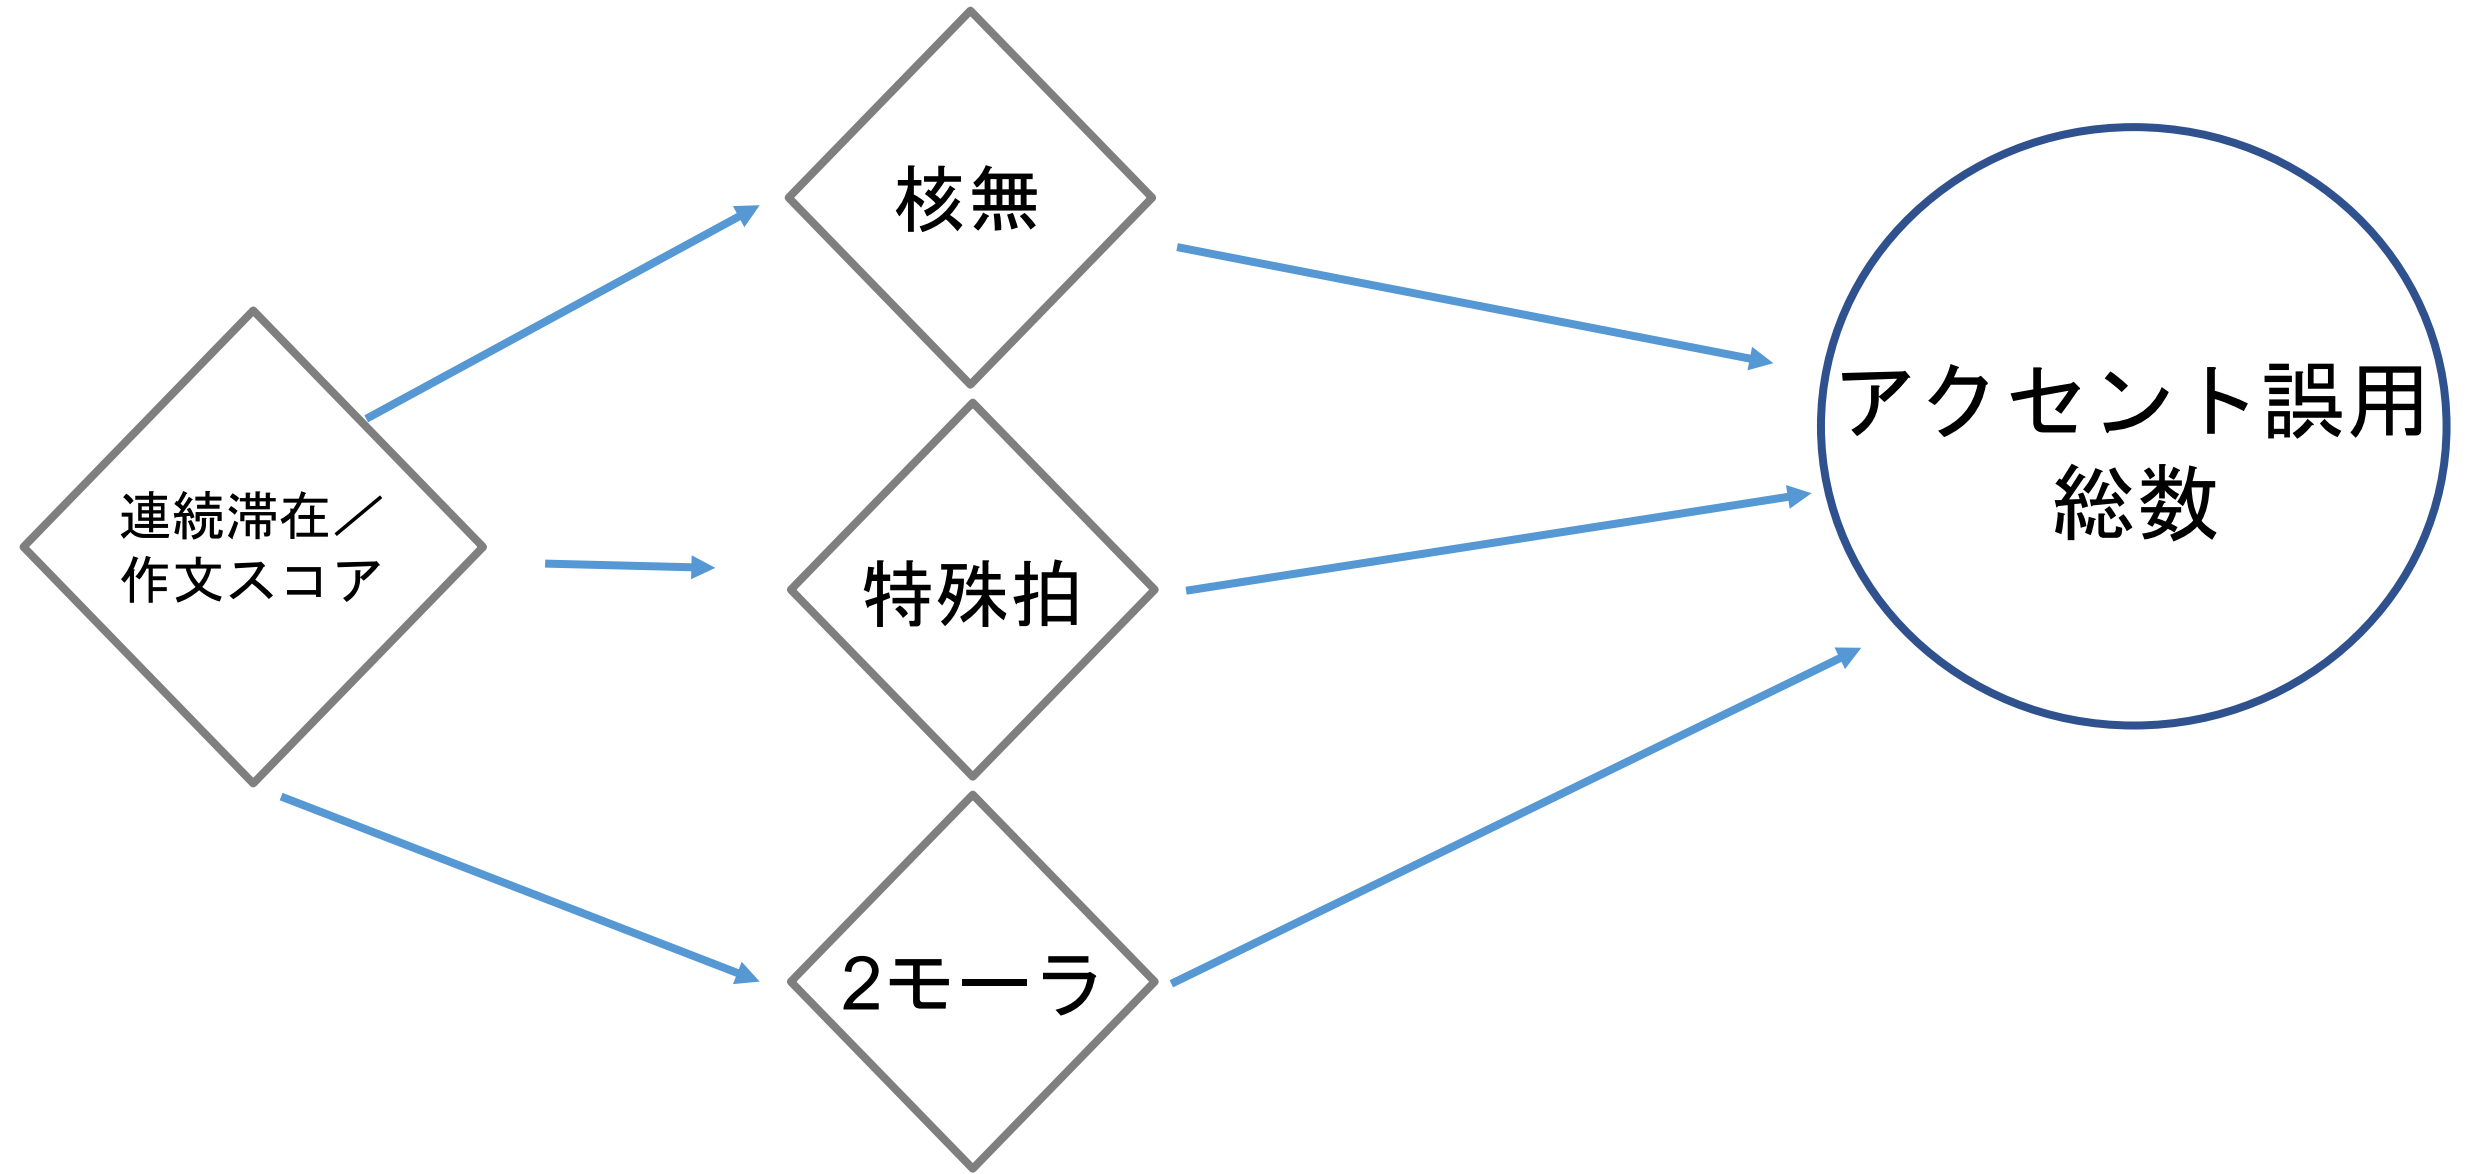 核無
連続滞在／
作文スコア
特殊拍
2モーラ
アクセント誤用
総数